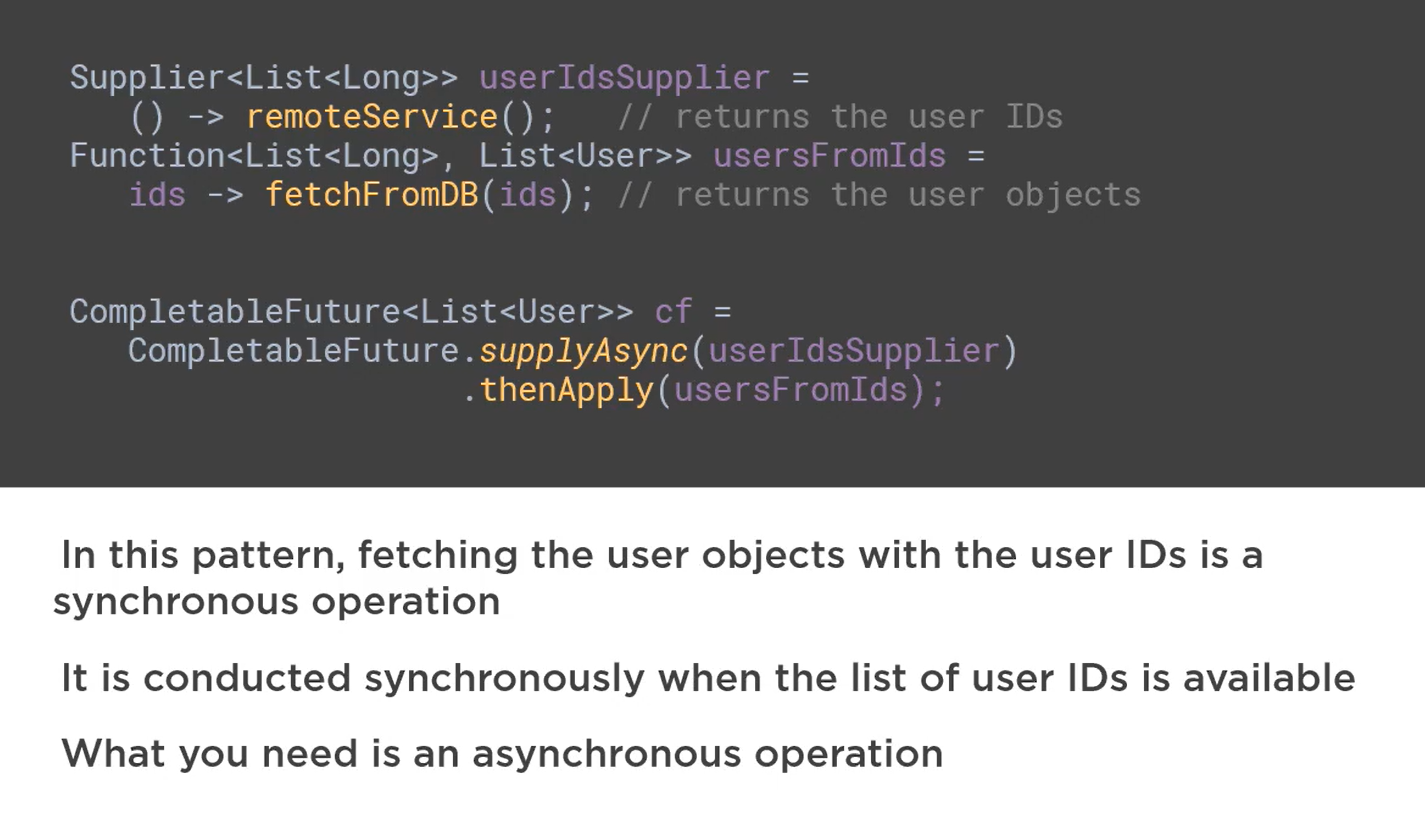 Supplier<List<Long>> userIdsSupplier =
() -> remoteService(); // returns the user IDs
Function<List<Long>, List<User>> usersFromIds =
ids -> fetchFromDB(ids); // returns the user objects
CompletableFuture<List<User>> cf =
CompletableFuture.supplyAsync(userIdsSupplier)
.thenApply(usersFromIds);
In this pattern, fetching the user objects with the user IDs is a
synchronous operation
It is conducted synchronously when the list of user IDs is available
What you need is an asynchronous operation